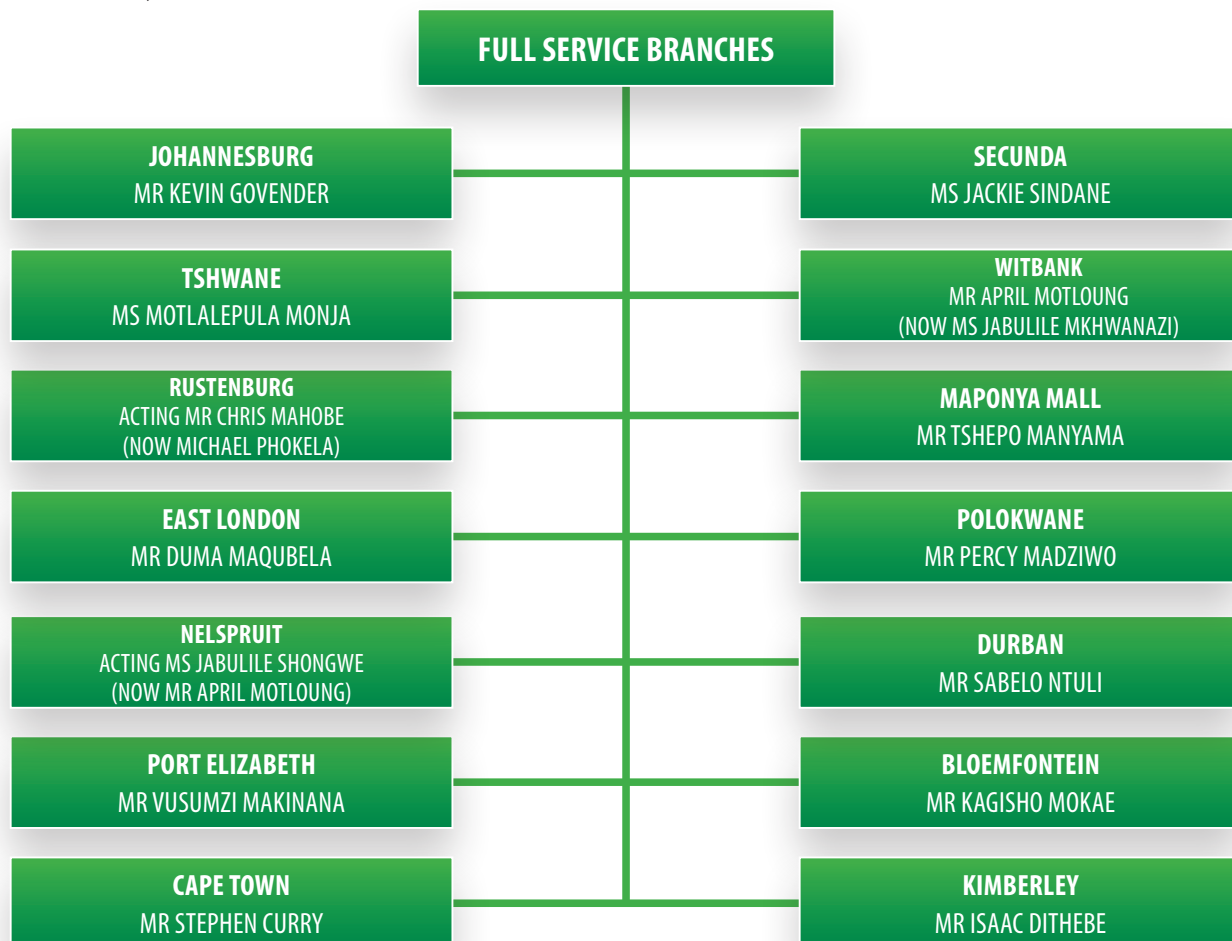 FULL SERVICE BRANCHES
JOHANNESBURG
MR KEVIN GOVENDER
SECUNDA
MS JACKIE SINDANE
TSHWANE
MS MOTLALEPULA MONJA
WITBANK
MR APRIL MOTLOUNG
(NOW MS JABULILE MKHWANAZI)
RUSTENBURG
ACTING MR CHRIS MAHOBE
(NOW MICHAEL PHOKELA)
MAPONYA MALL
MR TSHEPO MANYAMA
EAST LONDON
MR DUMA MAQUBELA
POLOKWANE
MR PERCY MADZIWO
NELSPRUIT
ACTING MS JABULILE SHONGWE
(NOW MR APRIL MOTLOUNG)
DURBAN
MR SABELO NTULI
PORT ELIZABETH
MR VUSUMZI MAKINANA
BLOEMFONTEIN
MR KAGISHO MOKAE
CAPE TOWN
MR STEPHEN CURRY
KIMBERLEY
MR ISAAC DITHEBE